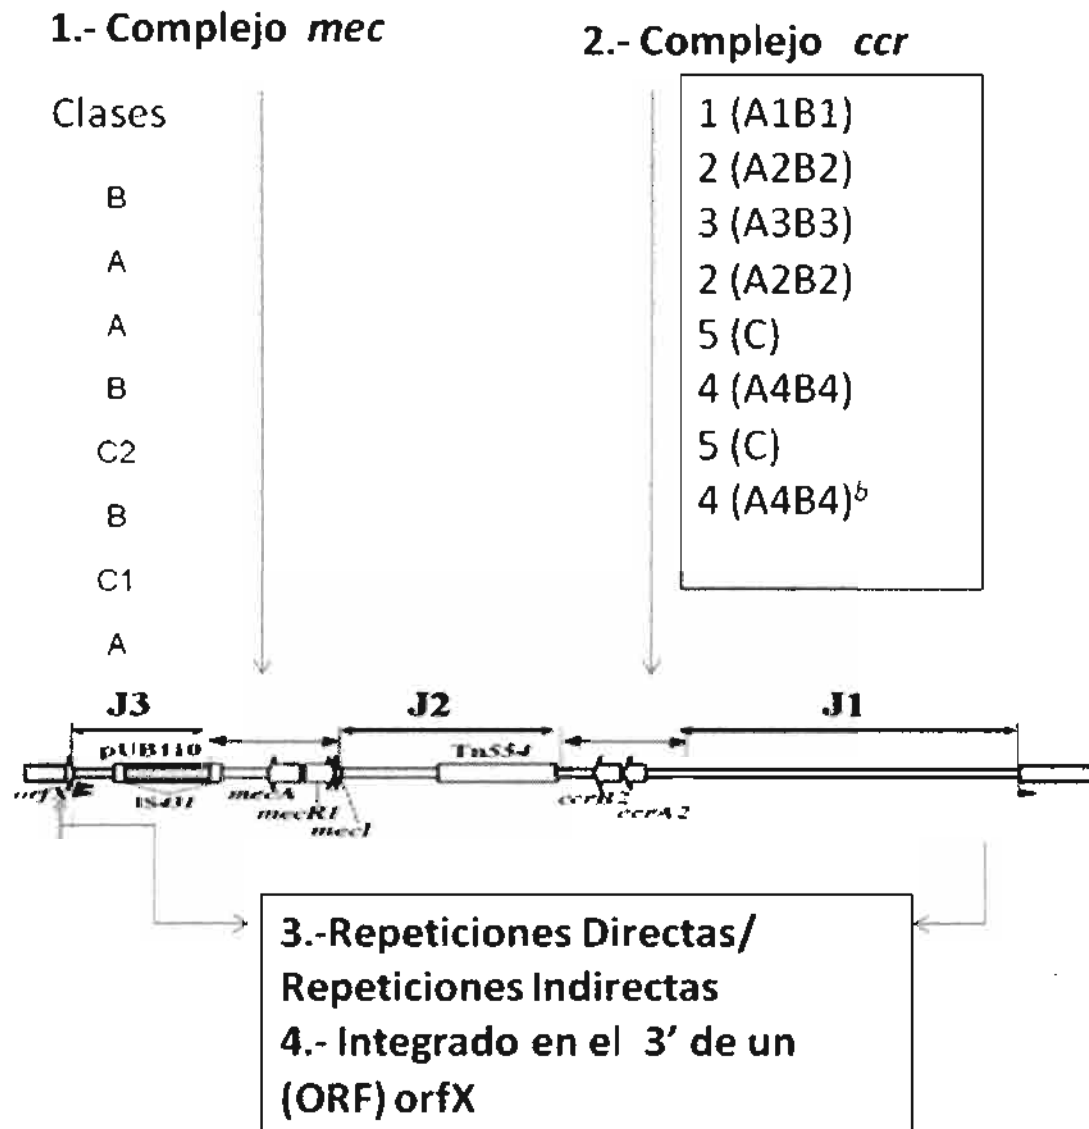 1.- Complejo mec
2.- Complejo ccr
Clases
B
A
A
B
C2
B
C1
A
1 (A1B1)
2 (A2B2)
3 (A3B3)
2 (A2B2)
5 (C)
4 (A4B4)
5 (C)
4 (A4B4)b
J3
J2
J1
pUB110
Tn554
orfX
IS431
mecA
mecR1
mecI
ccrB2
ccrA2
3.-Repeticiones Directas/
Repeticiones Indirectas
4.- Integrado en el 3' de un
(ORF) orfX